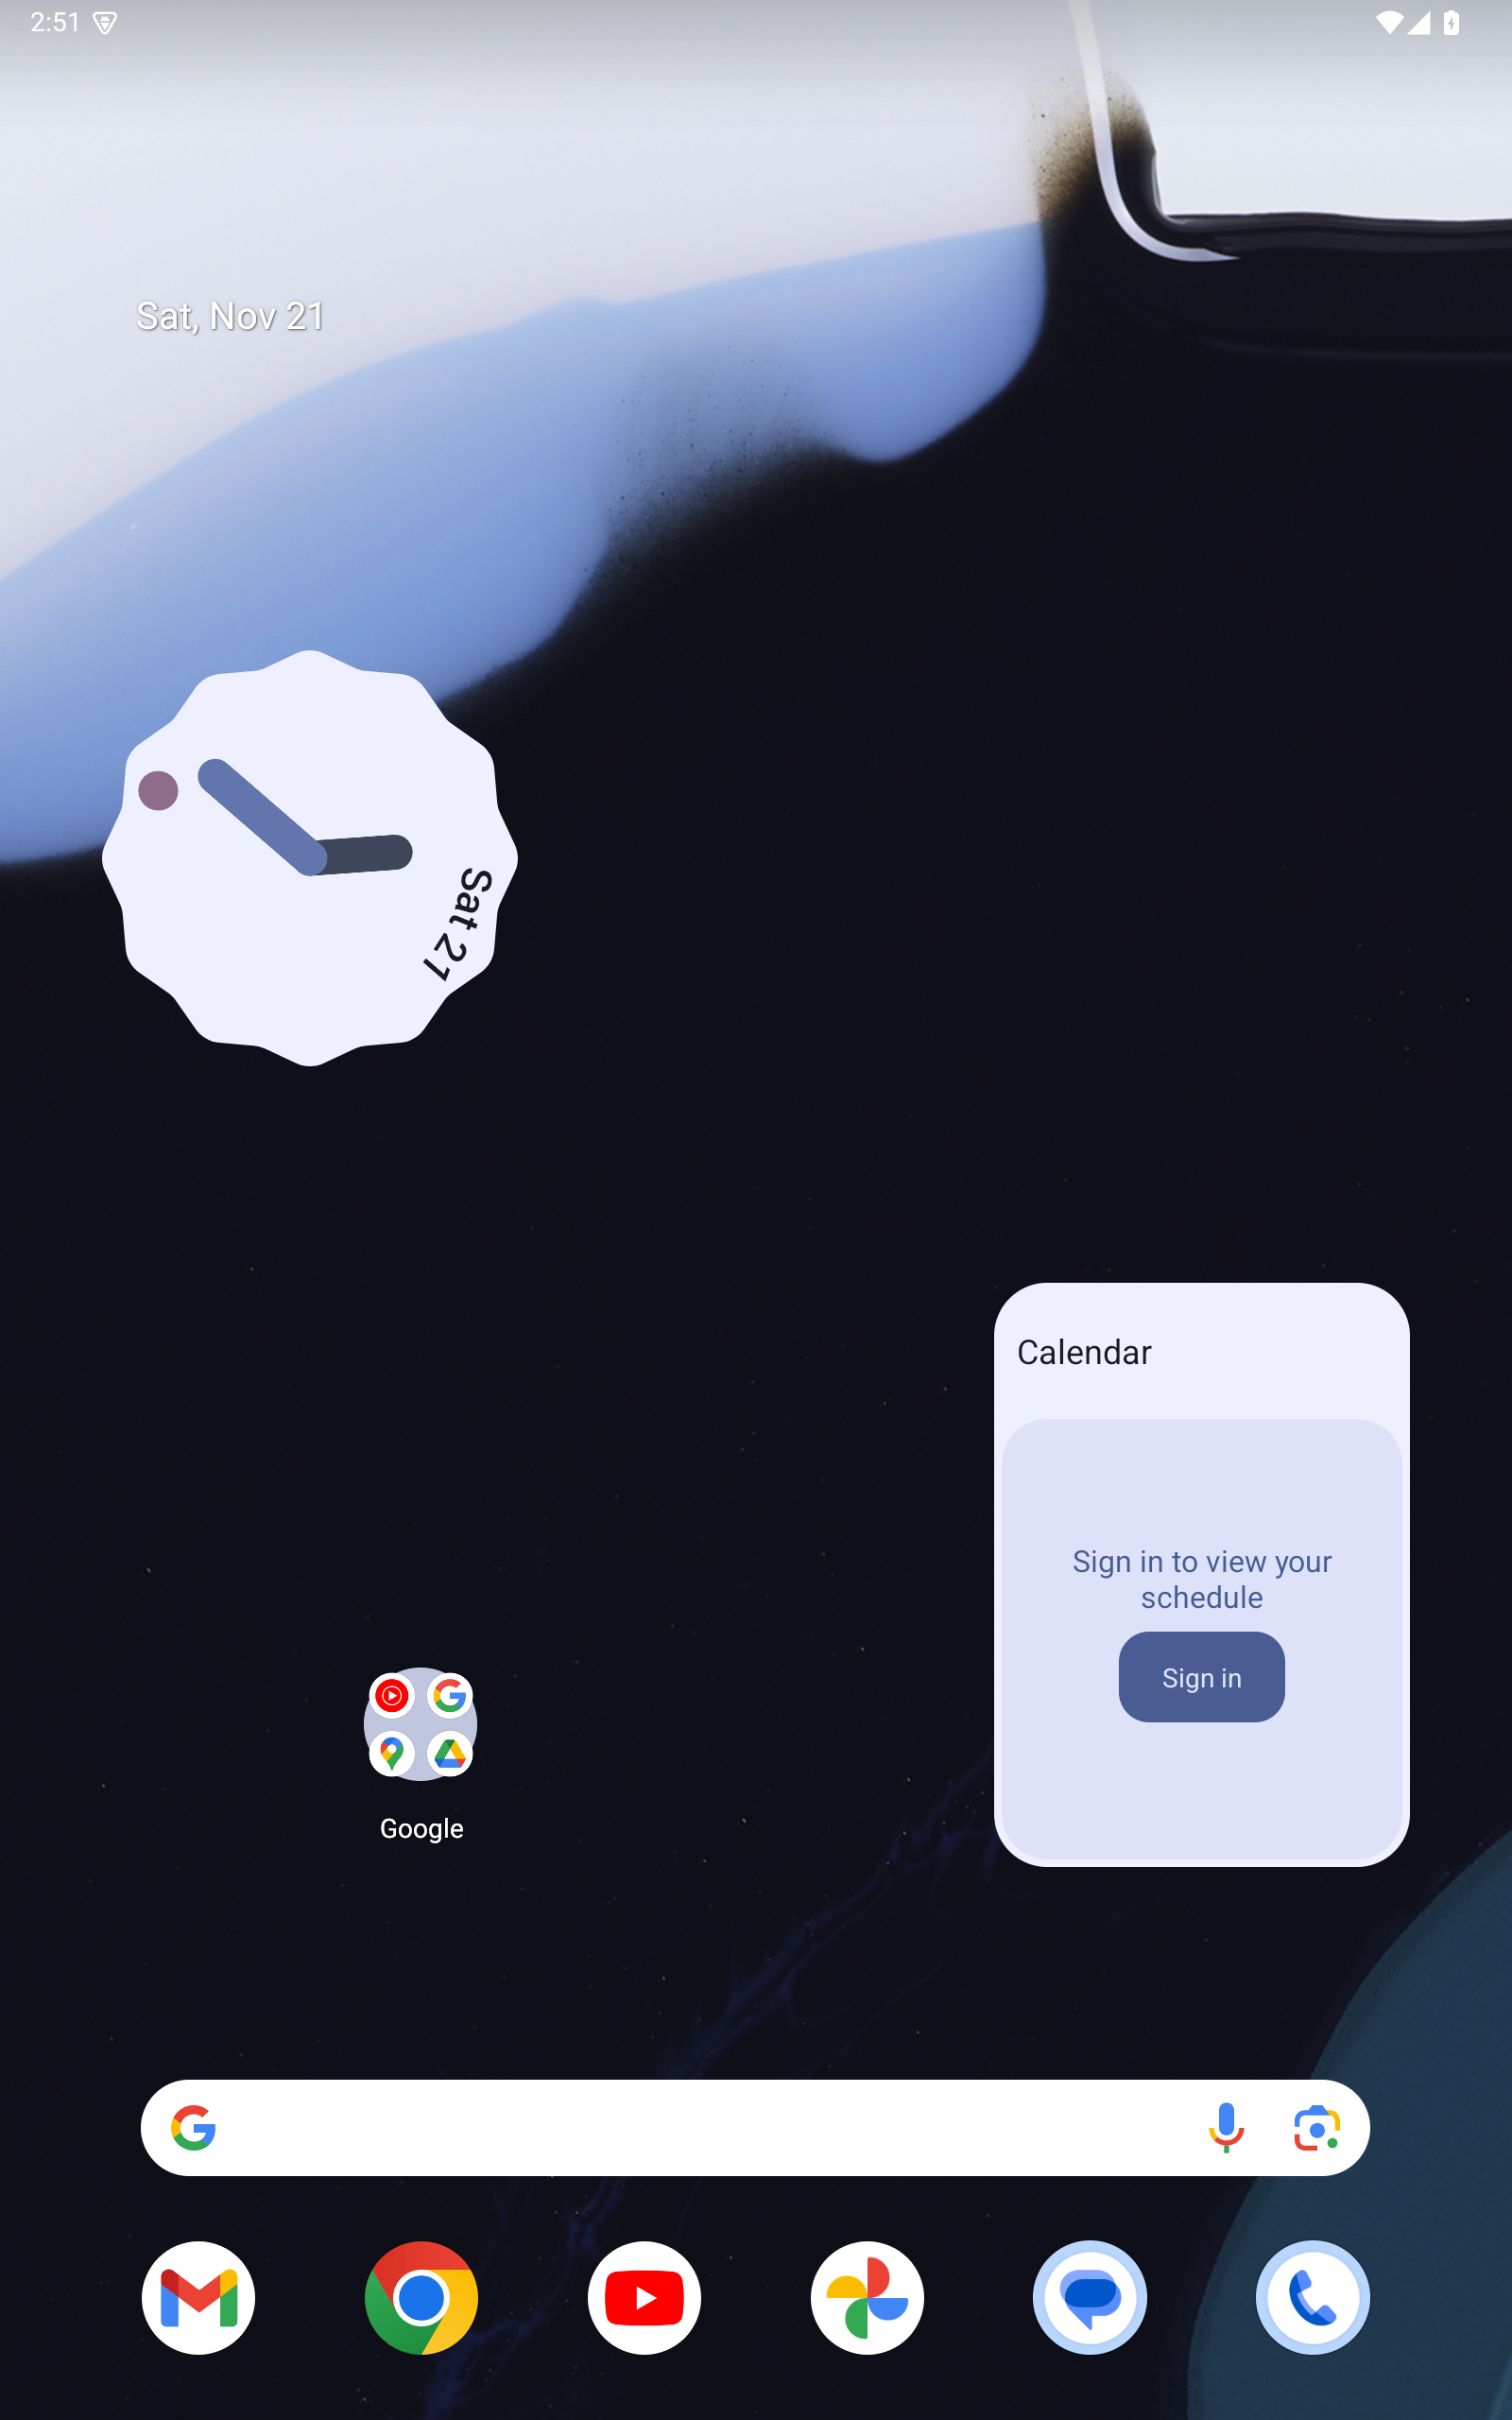 2:51
Sat, Nov 21
Sat 21
Calendar
Sign in to view your
schedule
Sign in
Google